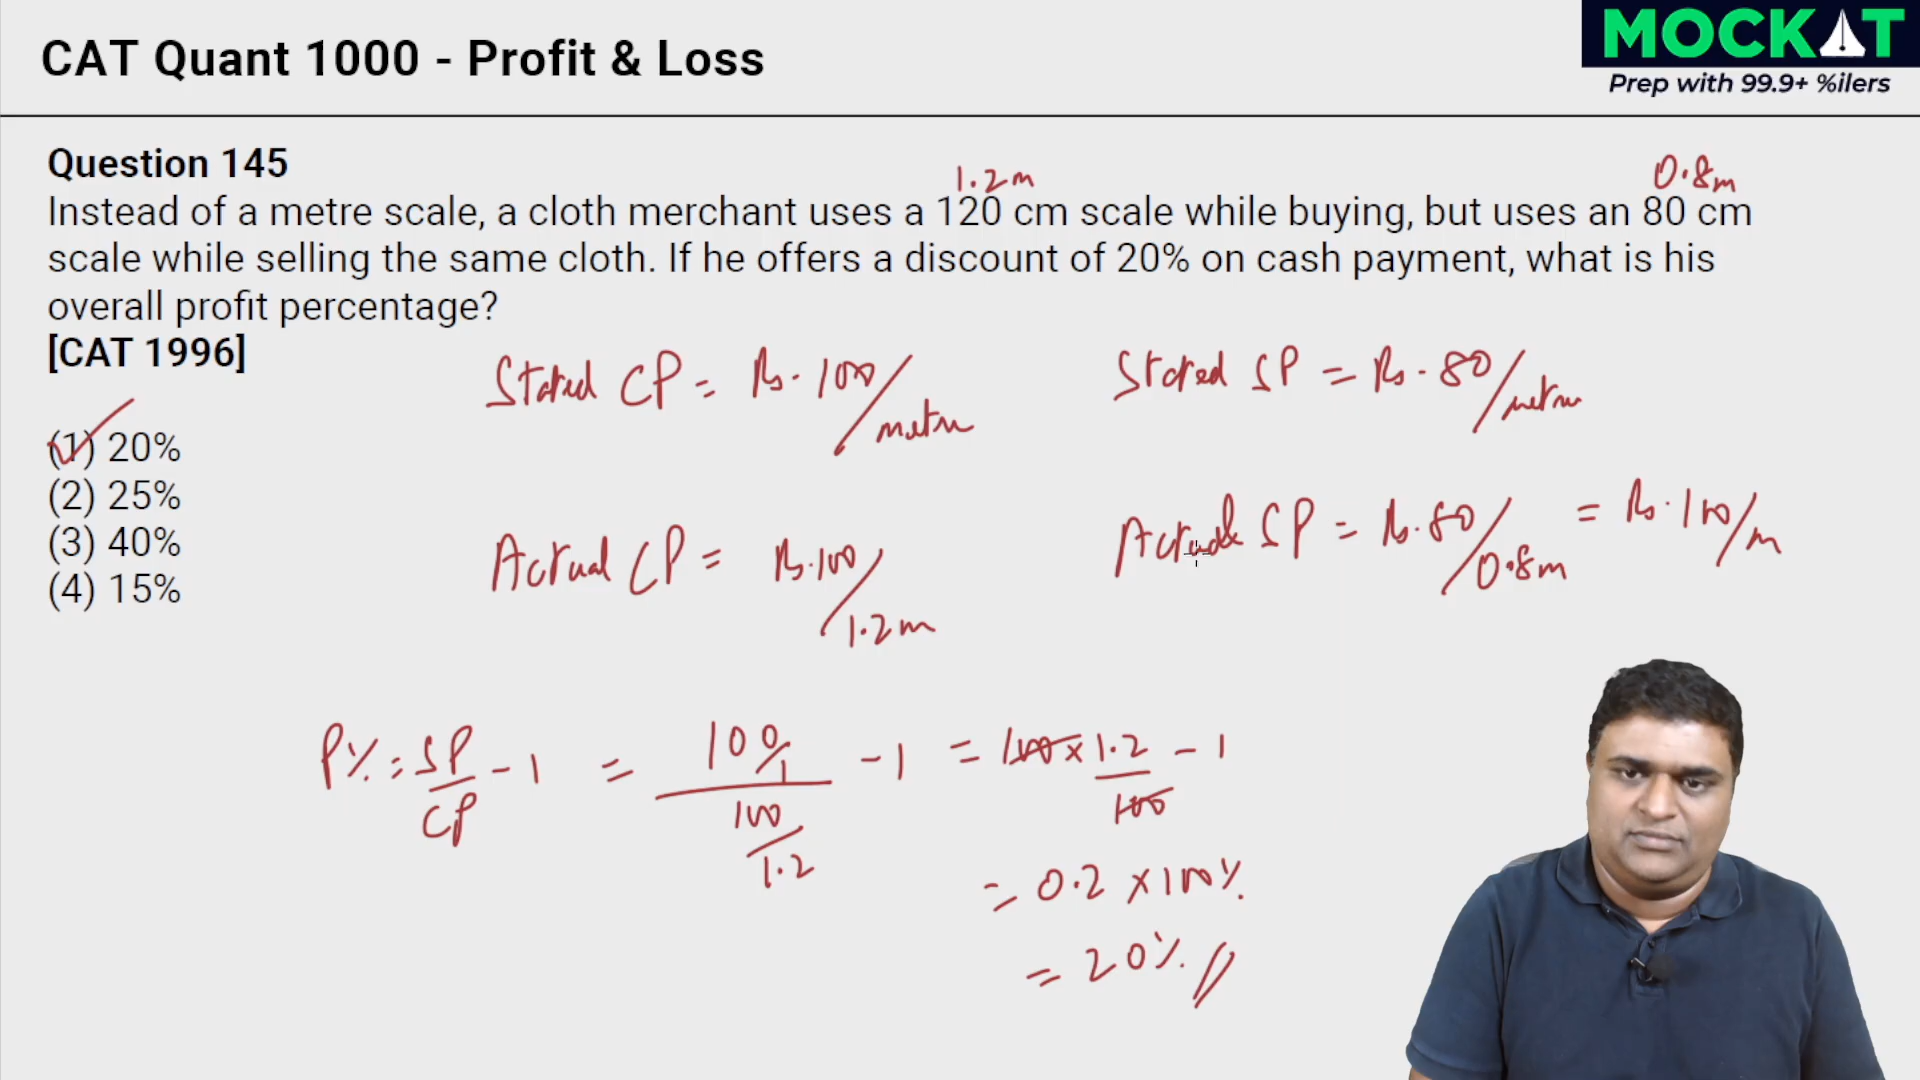 CAT Quant 1000 - Profit & Loss
MOCKAT
Prep with 99.9+ %ilers
Question 145
1.2m
0.8m
Instead of a metre scale, a cloth merchant uses a 120 cm scale while buying, but uses an 80 cm
scale while selling the same cloth. If he offers a discount of 20% on cash payment, what is his
overall profit percentage?
[CAT 1996]
(1) 20%
(2) 25%
(3) 40%
(4) 15%
Stated CP = Rs. 100/metre
Stated SP = Rs. 80/metre
Actual CP = Rs. 100/1.2m
Actual SP = Rs. 80/0.8m = Rs. 100/m
P% = SP/CP - 1 = 100/1 / 100/1.2 - 1 = 100 x 1.2/100 - 1
= 0.2 x 100%
= 20%